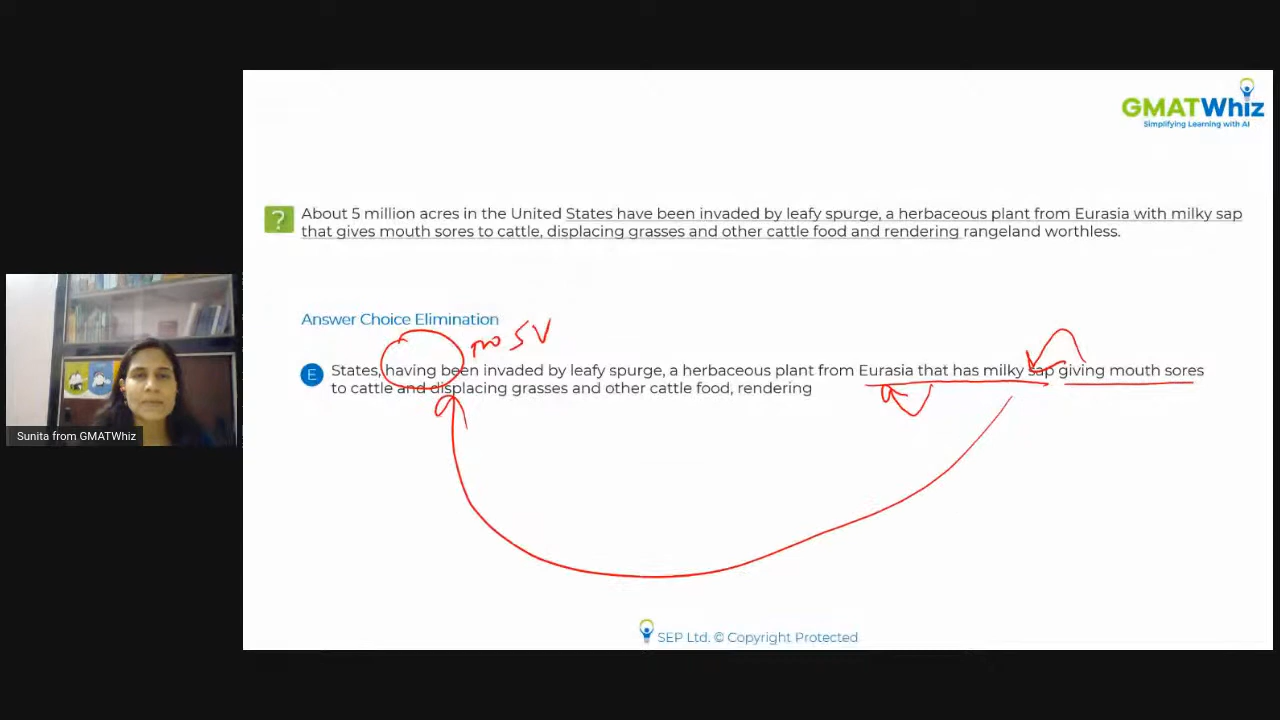 GMATWhiz
Simplifying Learning with AI
?
About 5 million acres in the United States have been invaded by leafy spurge, a herbaceous plant from Eurasia with milky sap
that gives mouth sores to cattle, displacing grasses and other cattle food and rendering rangeland worthless.
Answer Choice Elimination
no SV
E
States, having been invaded by leafy spurge, a herbaceous plant from Eurasia that has milky sap giving mouth sores
to cattle and displacing grasses and other cattle food, rendering
Sunita from GMATWhiz
SEP Ltd. © Copyright Protected